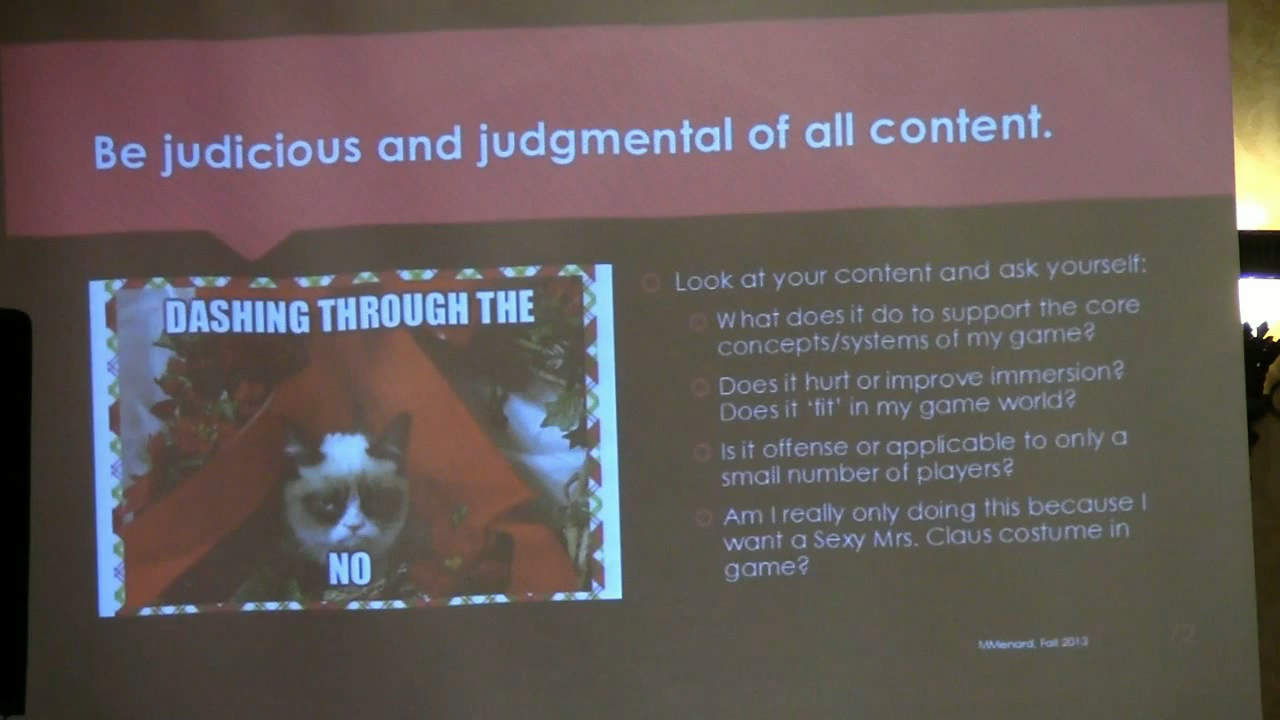 Be judicious and judgmental of all content.
DASHING THROUGH THE
NO
Look at your content and ask yourself:
What does it do to support the core
concepts/systems of my game?
Does it hurt or improve immersion?
Does it 'fit' in my game world?
Is it offense or applicable to only a
small number of players?
Am I really only doing this because I
want a Sexy Mrs. Claus costume in
game?
MMenard, Fall 2013
72